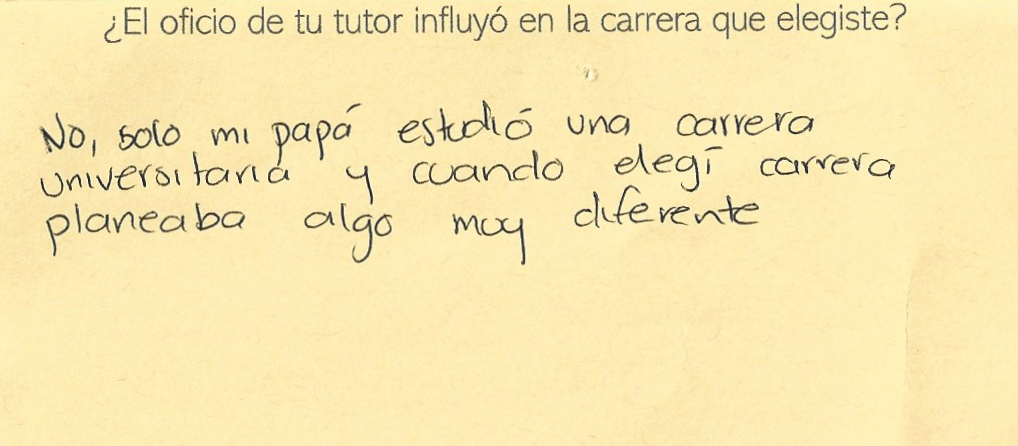 ¿El oficio de tu tutor influyó en la carrera que elegiste?
No, solo mi papá estudió una carrera
universitaria y cuando elegí carrera
planeaba algo muy diferente